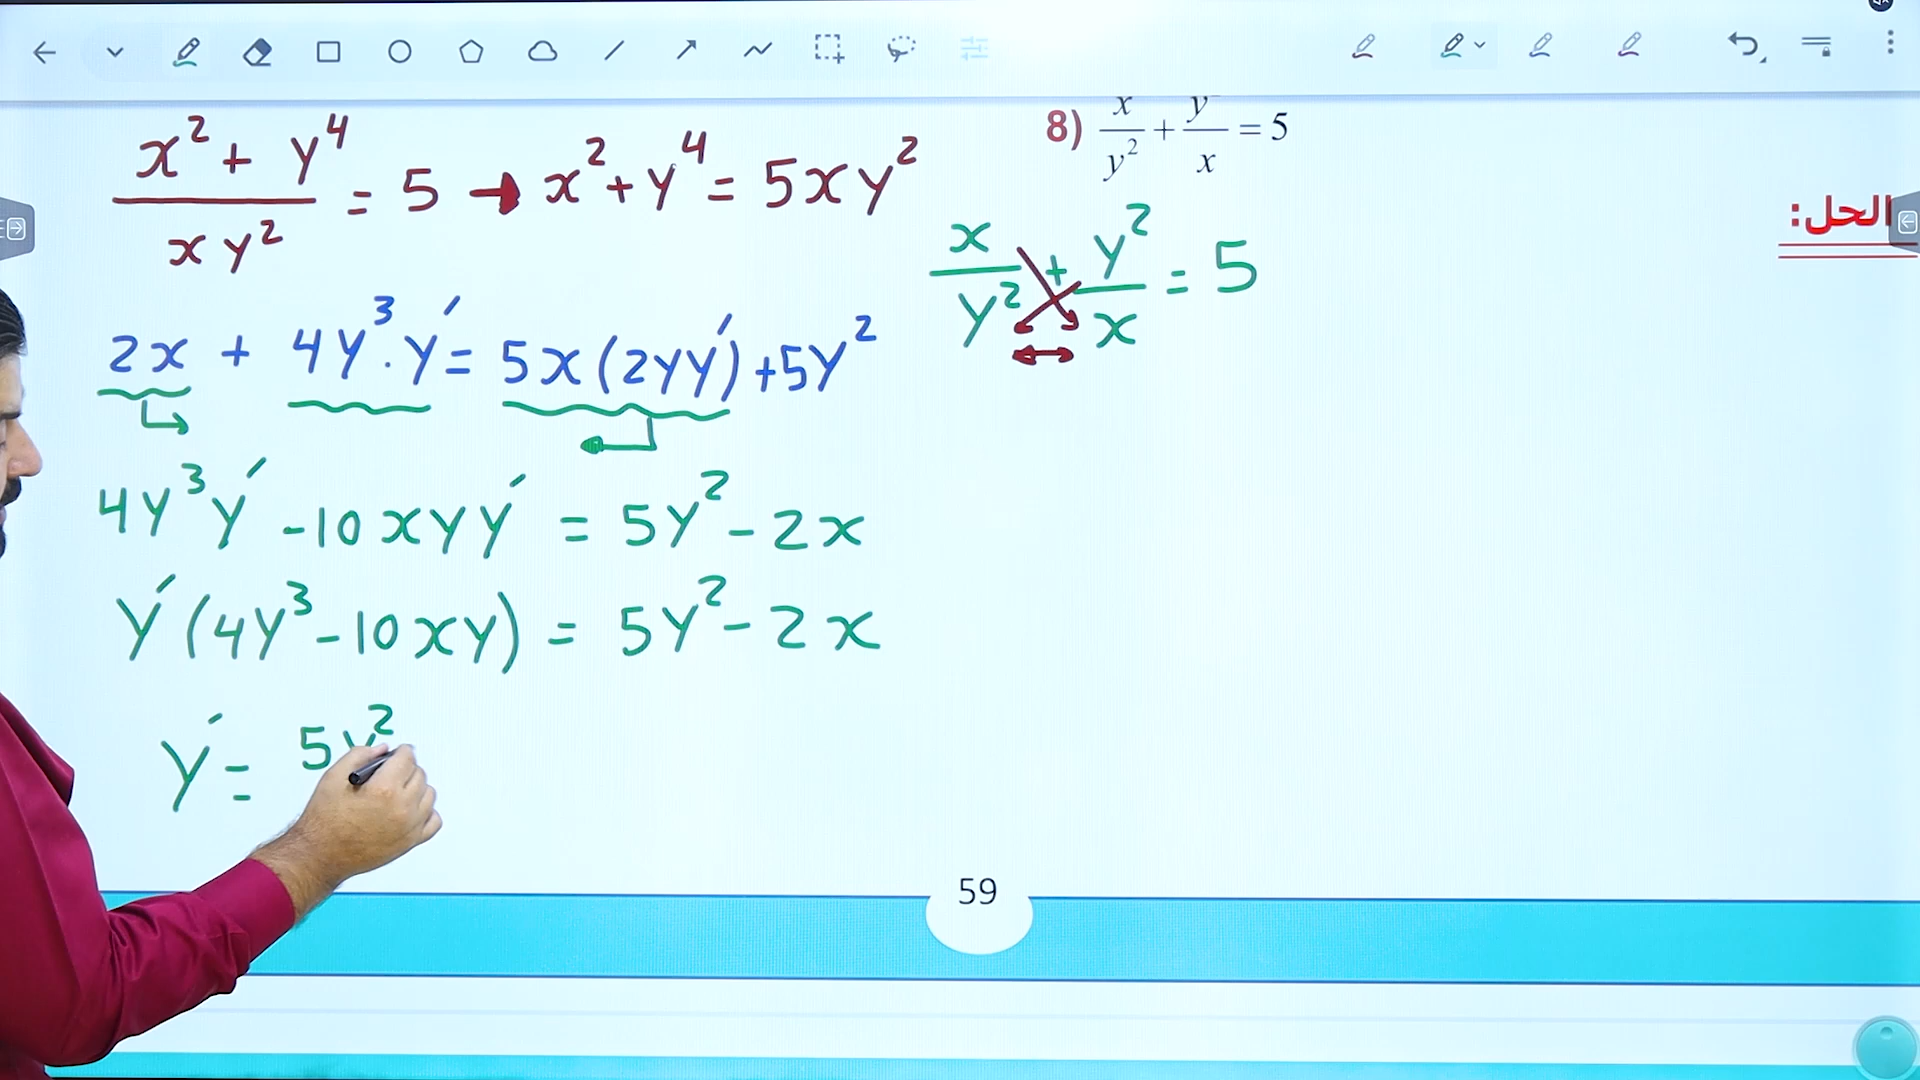 8) x/y² + y/x = 5
الحل:
x/y² + y²/x = 5
(x² + y⁴)/(xy²) = 5 → x² + y⁴ = 5xy²
2x + 4y³·y′ = 5x(2yy′) + 5y²
4y³y′ - 10xyy′ = 5y² - 2x
y′(4y³ - 10xy) = 5y² - 2x
y′ = 5y²
59